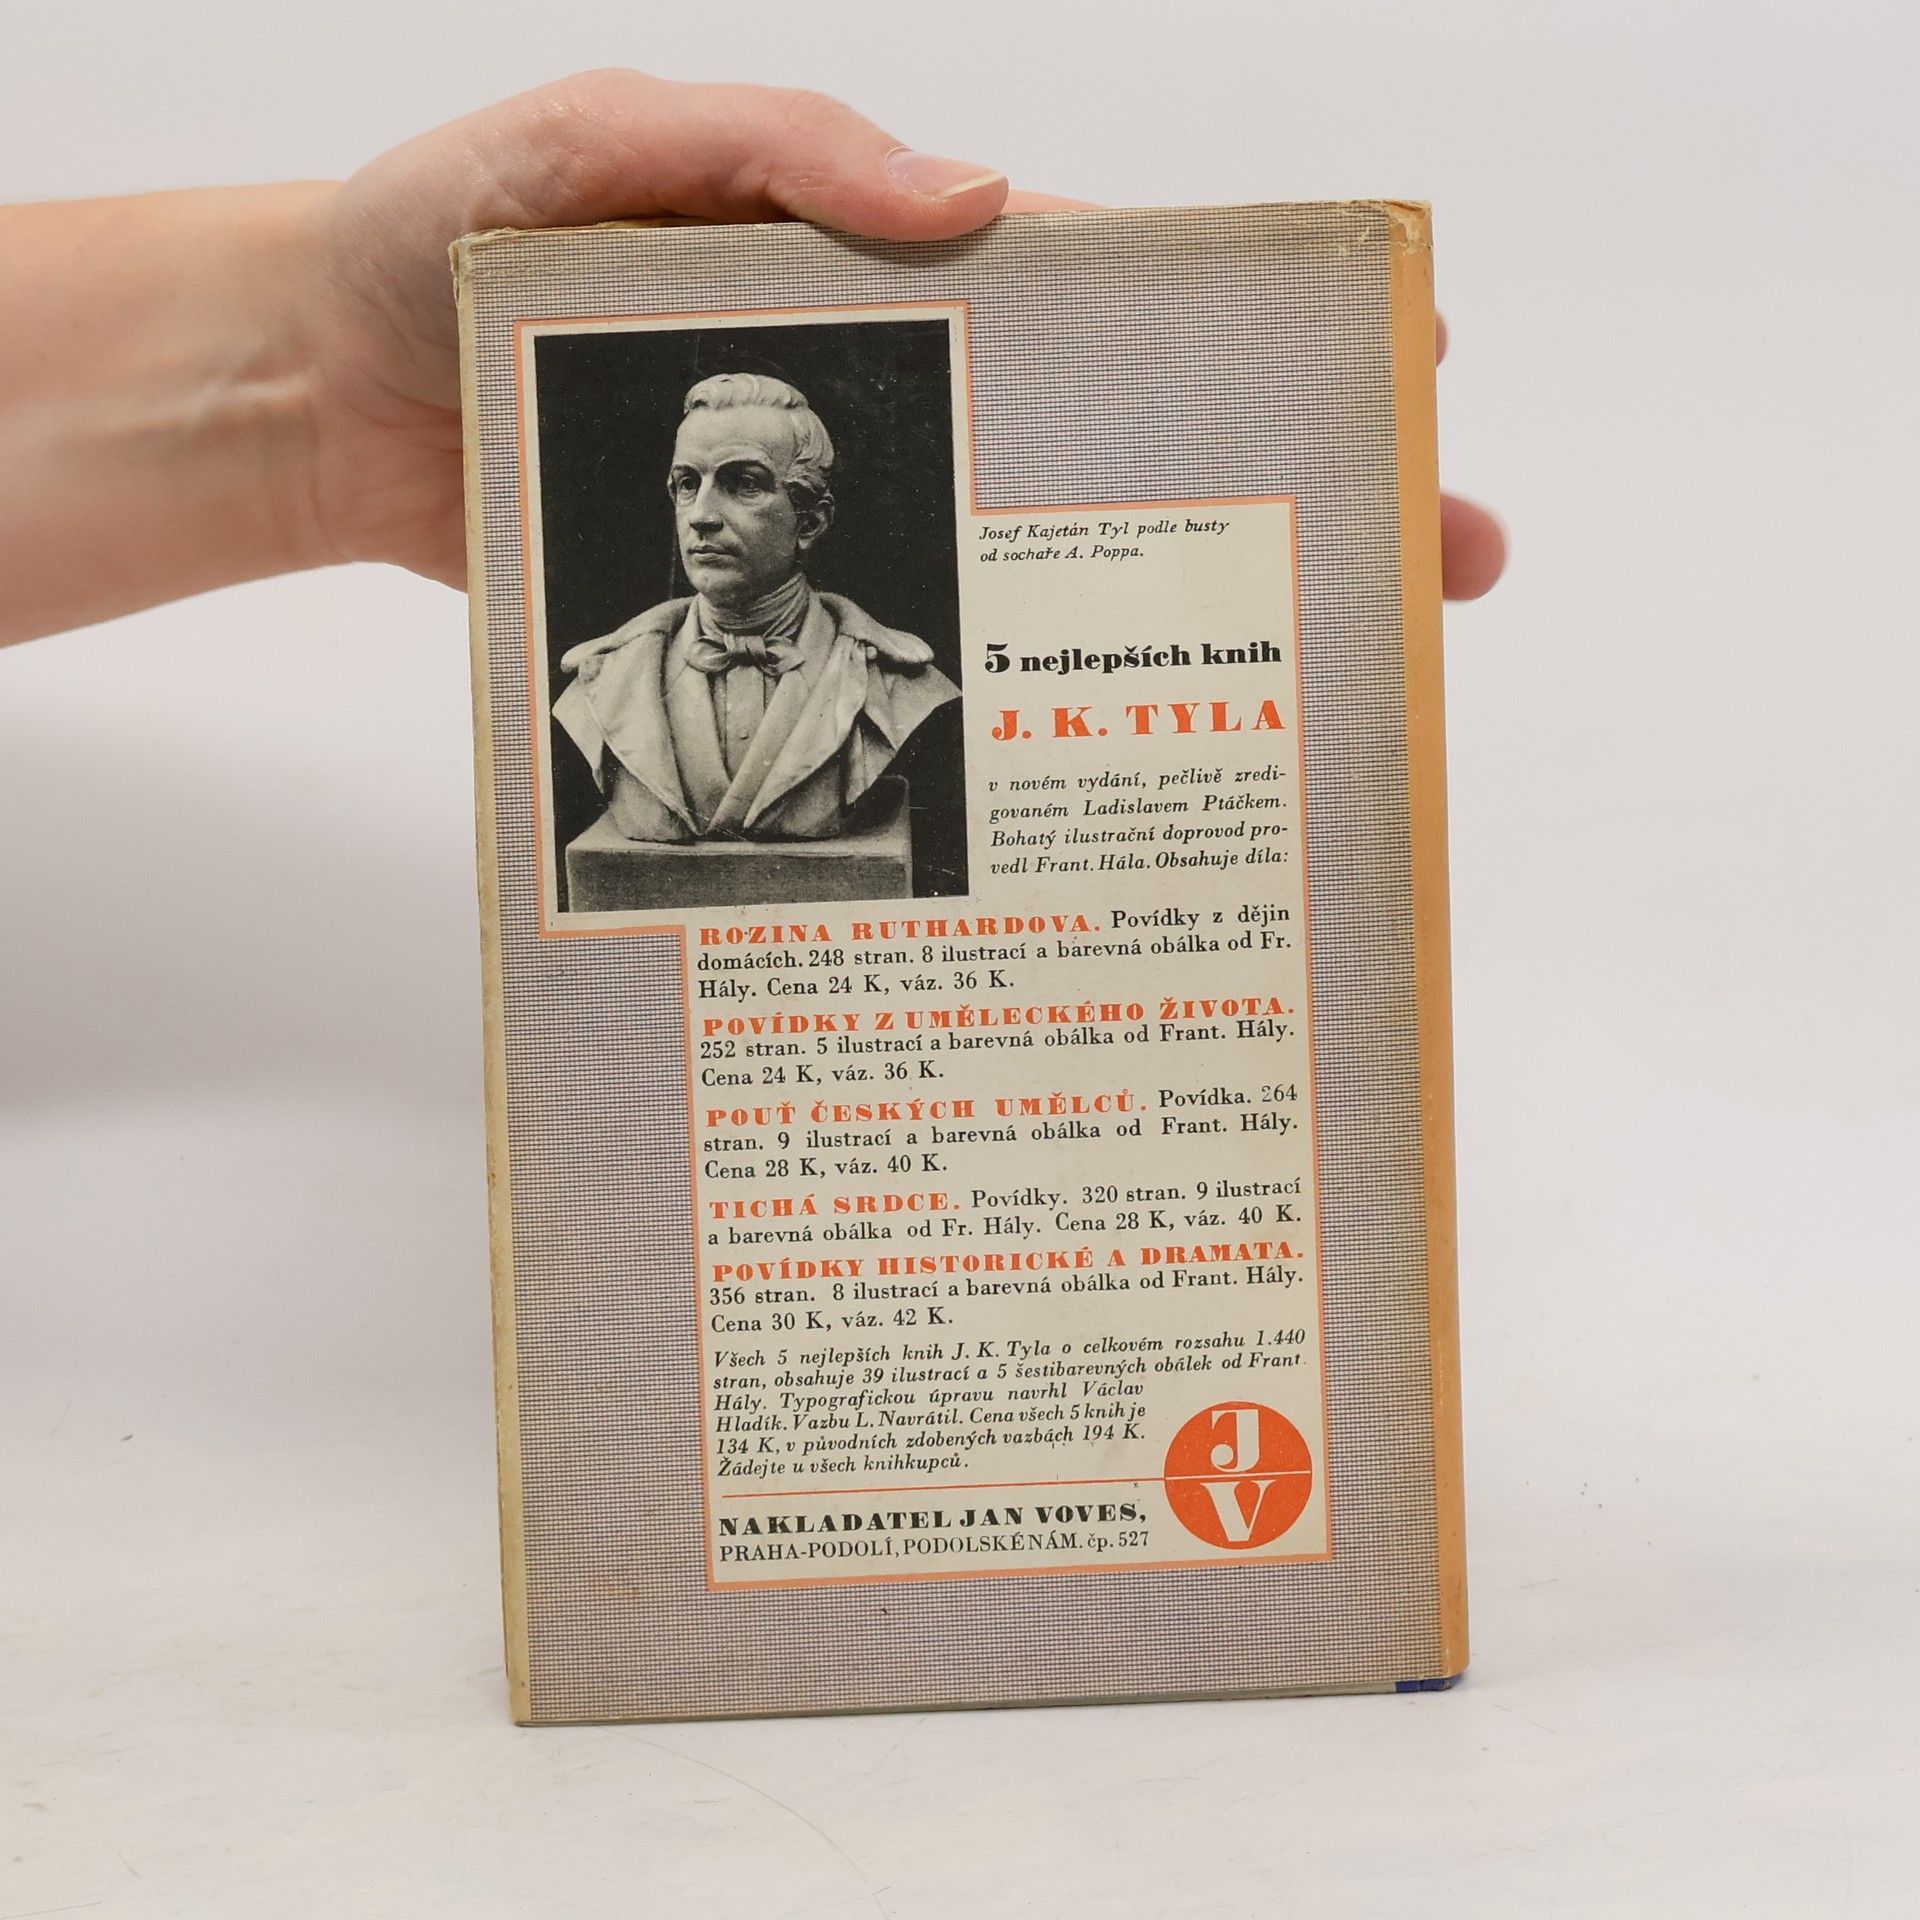 Josef Kajetán Tyl podle busty
od sochaře A. Poppa.
5 nejlepších knih
J. K. TYLA
v novém vydání, pečlivě zredi-
govaném Ladislavem Ptáčkem.
Bohatý ilustrační doprovod pro-
vedl Frant. Hála. Obsahuje díla:
ROZINA RUTHARDOVA. Povídky z dějin
domácích. 248 stran. 8 ilustrací a barevná obálka od Fr.
Hály. Cena 24 K, váz. 36 K.
POVÍDKY Z UMĚLECKÉHO ŽIVOTA.
252 stran. 5 ilustrací a barevná obálka od Frant. Hály.
Cena 24 K, váz. 36 K.
POUŤ ČESKÝCH UMĚLCŮ. Povídka. 264
stran. 9 ilustrací a barevná obálka od Frant. Hály.
Cena 28 K, váz. 40 K.
TICHÁ SRDCE. Povídky. 320 stran. 9 ilustrací
a barevná obálka od Fr. Hály. Cena 28 K, váz. 40 K.
POVÍDKY HISTORICKÉ A DRAMATA.
356 stran. 8 ilustrací a barevná obálka od Frant. Hály.
Cena 30 K, váz. 42 K.
Všech 5 nejlepších knih J. K. Tyla o celkovém rozsahu 1.440
stran, obsahuje 39 ilustrací a 5 šestibarevných obálek od Frant.
Hály. Typografickou úpravu navrhl Václav
Hladík. Vazbu L. Navrátil. Cena všech 5 knih je
134 K, v původních zdobených vazbách 194 K.
Žádejte u všech knihkupců.
J
V
NAKLADATEL JAN VOVES,
PRAHA-PODOLÍ, PODOLSKÉ NÁM. čp. 527